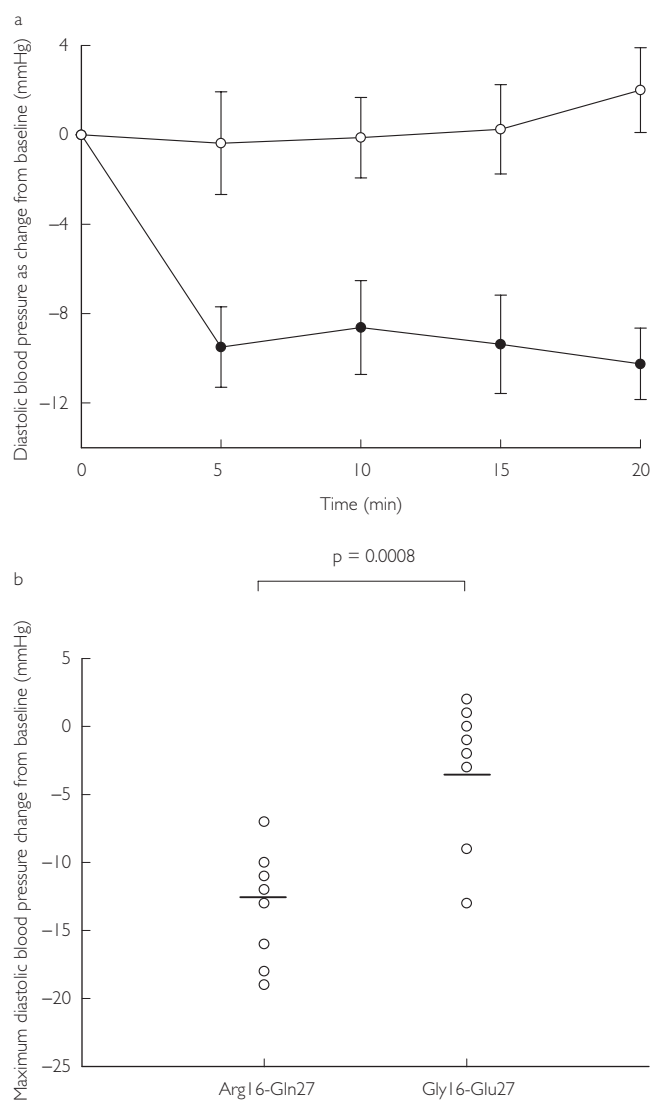 a
Diastolic blood pressure as change from baseline (mmHg)
4
0
–4
–8
–12
0 5 10 15 20
Time (min)
p = 0.0008
b
Maximum diastolic blood pressure change from baseline (mmHg)
5
0
–5
–10
–15
–20
–25
Arg16-Gln27 Gly16-Glu27